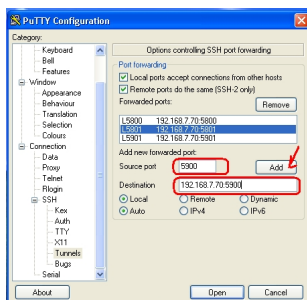 PuTTY Configuration
Category:
Keyboard
Bell
Features
Window
Appearance
Behaviour
Translation
Selection
Colours
Connection
Data
Proxy
Telnet
Rlogin
SSH
Kex
Auth
TTY
X11
Tunnels
Bugs
Serial
Options controlling SSH port forwarding
Port forwarding
Local ports accept connections from other hosts
Remote ports do the same (SSH-2 only)
Forwarded ports:
Remove
L5800 192.168.7.70:5800
L5801 192.168.7.70:5801
L5901 192.168.7.70:5901
Add new forwarded port:
Source port 5900 Add
Destination 192.168.7.70:5900
Local Remote Dynamic
Auto IPv4 IPv6
About Open Cancel